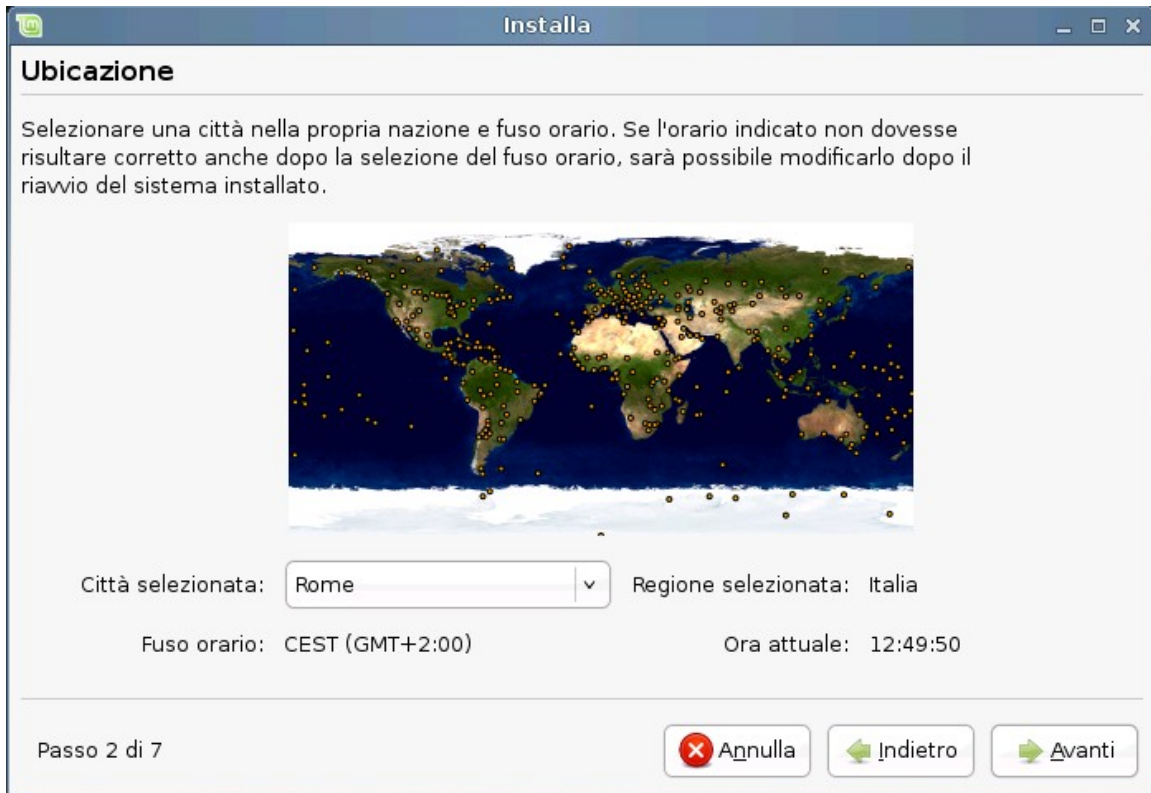 Installa
Ubicazione
Selezionare una città nella propria nazione e fuso orario. Se l'orario indicato non dovesse
risultare corretto anche dopo la selezione del fuso orario, sarà possibile modificarlo dopo il
riavvio del sistema installato.
Città selezionata: Rome Regione selezionata: Italia
Fuso orario: CEST (GMT+2:00) Ora attuale: 12:49:50
Passo 2 di 7 Annulla Indietro Avanti